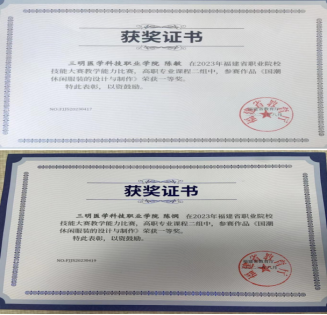 获奖证书
三明医学科技职业学院 陈敏 在2023年福建省职业院校
技能大赛教学能力比赛，高职专业课程二组中，参赛作品《国潮
休闲服装的设计与制作》荣获一等奖。
特此表彰，以资鼓励。
获奖证书
三明医学科技职业学院 陈娴 在2023年福建省职业院校
技能大赛教学能力比赛，高职专业课程二组中，参赛作品《国潮
休闲服装的设计与制作》荣获一等奖。
特此表彰，以资鼓励。